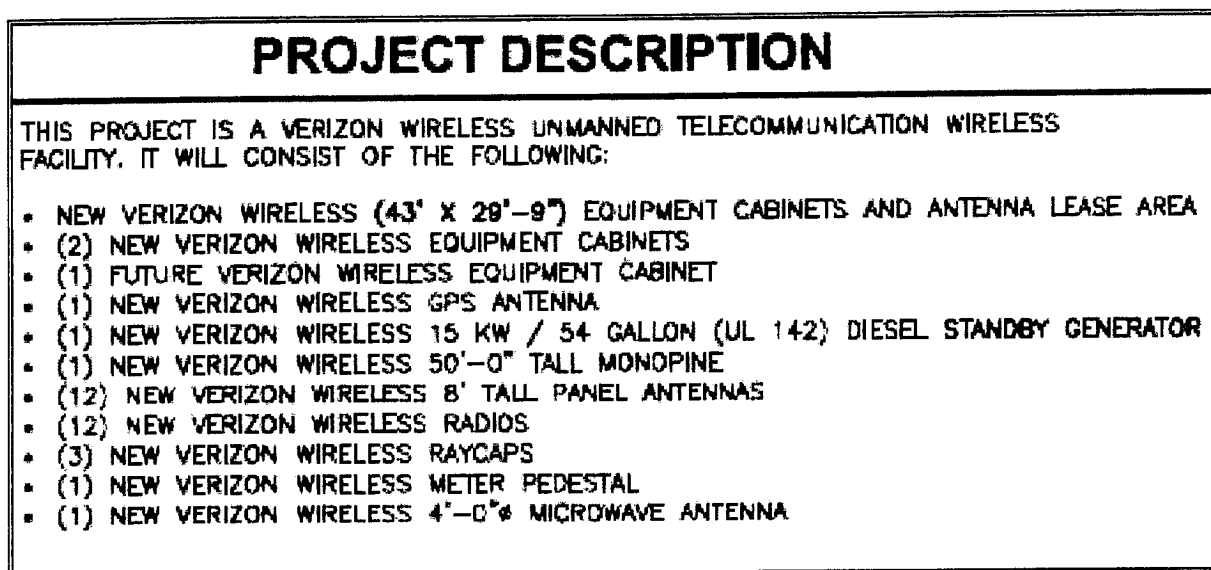 PROJECT DESCRIPTION
THIS PROJECT IS A VERIZON WIRELESS UNMANNED TELECOMMUNICATION WIRELESS
FACILITY. IT WILL CONSIST OF THE FOLLOWING:
• NEW VERIZON WIRELESS (43' X 29'-9") EQUIPMENT CABINETS AND ANTENNA LEASE AREA
• (2) NEW VERIZON WIRELESS EQUIPMENT CABINETS
• (1) FUTURE VERIZON WIRELESS EQUIPMENT CABINET
• (1) NEW VERIZON WIRELESS GPS ANTENNA
• (1) NEW VERIZON WIRELESS 15 KW / 54 GALLON (UL 142) DIESEL STANDBY GENERATOR
• (1) NEW VERIZON WIRELESS 50'-0" TALL MONOPINE
• (12) NEW VERIZON WIRELESS 8' TALL PANEL ANTENNAS
• (12) NEW VERIZON WIRELESS RADIOS
• (3) NEW VERIZON WIRELESS RAYCAPS
• (1) NEW VERIZON WIRELESS METER PEDESTAL
• (1) NEW VERIZON WIRELESS 4'-0"ø MICROWAVE ANTENNA